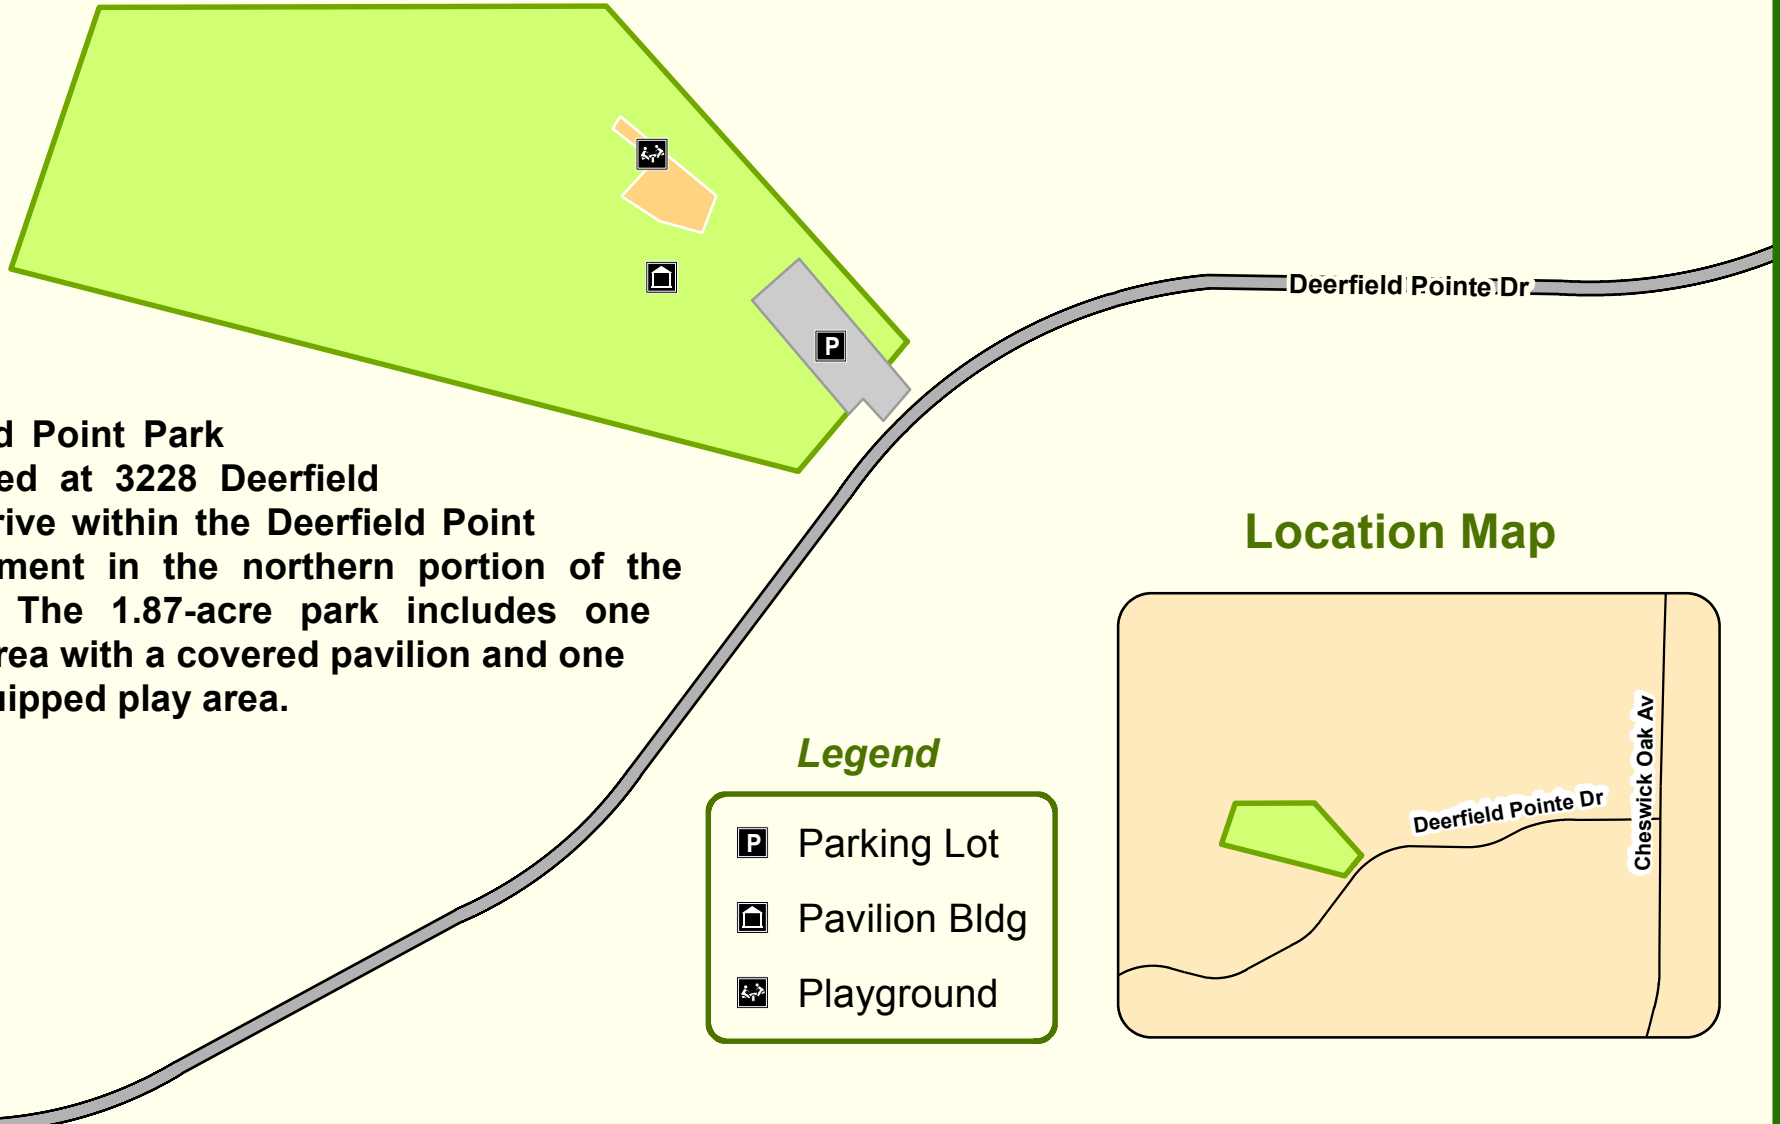 Deerfield Pointe Dr
d Point Park
ed at 3228 Deerfield
rive within the Deerfield Point
ment in the northern portion of the
The 1.87-acre park includes one
rea with a covered pavilion and one
uipped play area.
Location Map
Deerfield Pointe Dr
Cheswick Oak Av
Legend
P
P Parking Lot
Pavilion Bldg
Playground